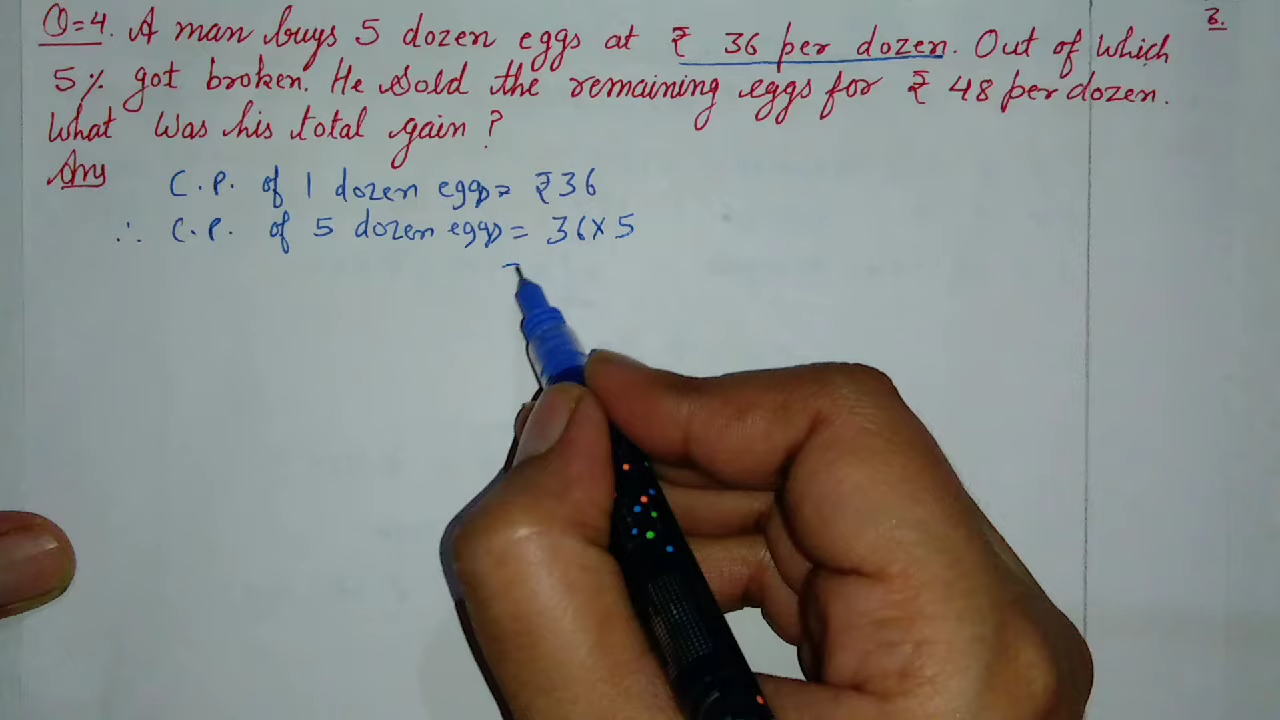 Q=4. A man buys 5 dozen eggs at ₹ 36 per dozen. Out of which
5% got broken. He Sold the remaining eggs for ₹ 48 per dozen.
What Was his total gain ?
Ans
C.P. of 1 dozen eggs = ₹36
∴ C.P. of 5 dozen eggs = 36×5